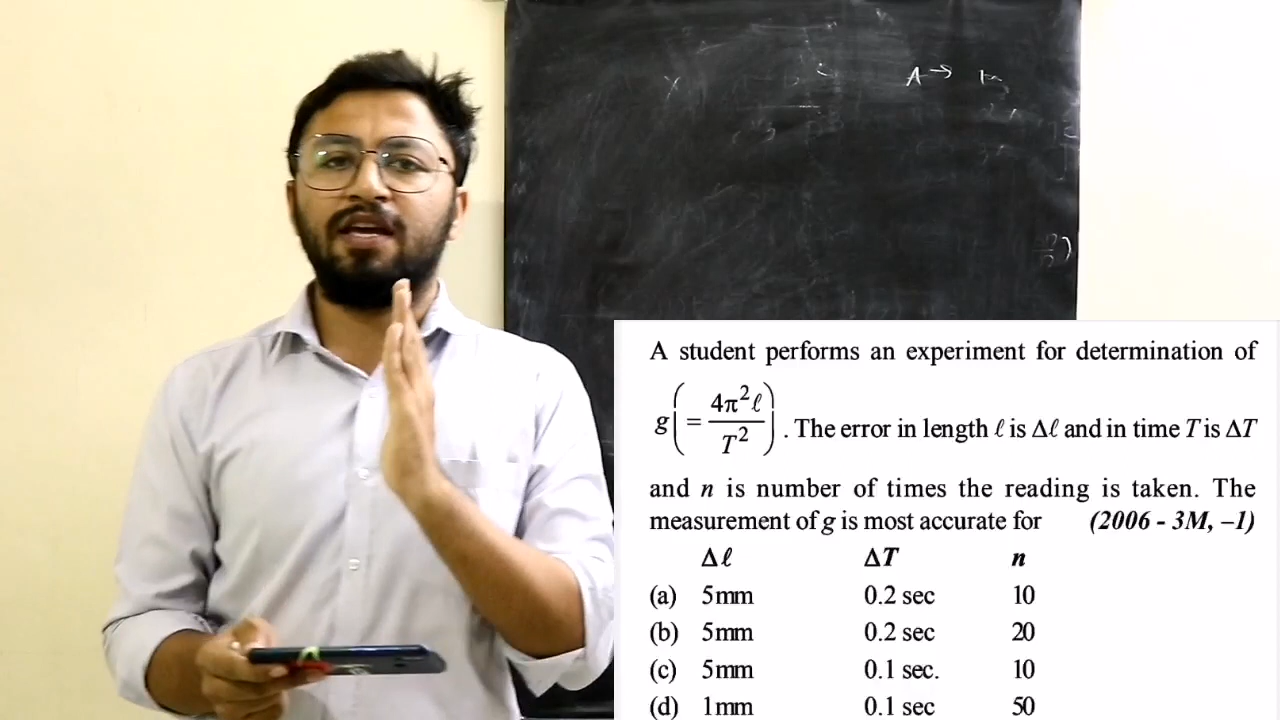 A →
A student performs an experiment for determination of
g(= 4π²ℓ / T²). The error in length ℓ is Δℓ and in time T is ΔT
and n is number of times the reading is taken. The
measurement of g is most accurate for (2006 - 3M, –1)
Δℓ ΔT n
(a) 5mm 0.2 sec 10
(b) 5mm 0.2 sec 20
(c) 5mm 0.1 sec. 10
(d) 1mm 0.1 sec 50